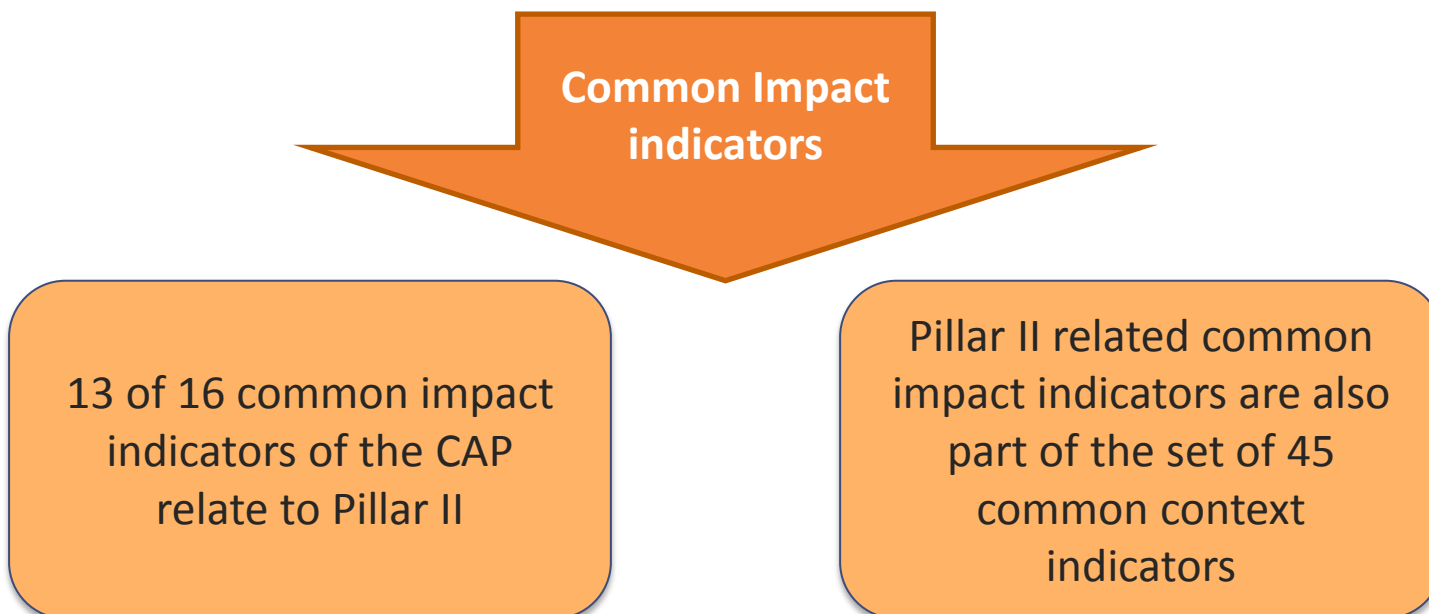 Common Impact
indicators
13 of 16 common impact
indicators of the CAP
relate to Pillar II
Pillar II related common
impact indicators are also
part of the set of 45
common context
indicators